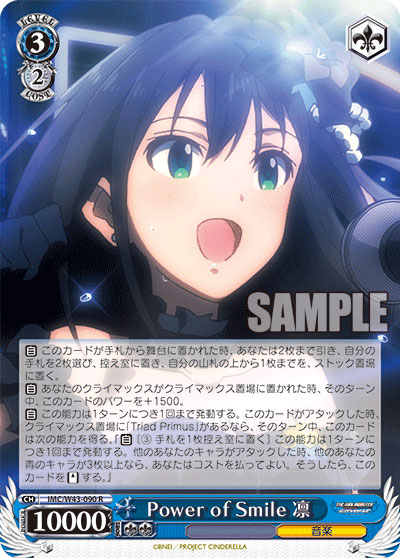 LEVEL
3
2
COST
SAMPLE
自 このカードが手札から舞台に置かれた時、あなたは2枚まで引き、自分の
手札を2枚選び、控え室に置き、自分の山札の上から1枚までを、ストック置場
に置く。
自 あなたのクライマックスがクライマックス置場に置かれた時、そのターン
中、このカードのパワーを+1500。
自 この能力は1ターンにつき1回まで発動する。このカードがアタックした時、
クライマックス置場に「Triad Primus」があるなら、そのターン中、このカード
は次の能力を得る。『自［③ 手札を1枚控え室に置く］ この能力は1ターンに
つき1回まで発動する。他のあなたのキャラがアタックした時、他のあなたの
青のキャラが3枚以上なら、あなたはコストを払ってよい。そうしたら、この
カードを【】する。』
CH IMC/W43-090 R
10000
Power of Smile 凛
THE IDOLM@STER
音楽
©BNEI／PROJECT CINDERELLA